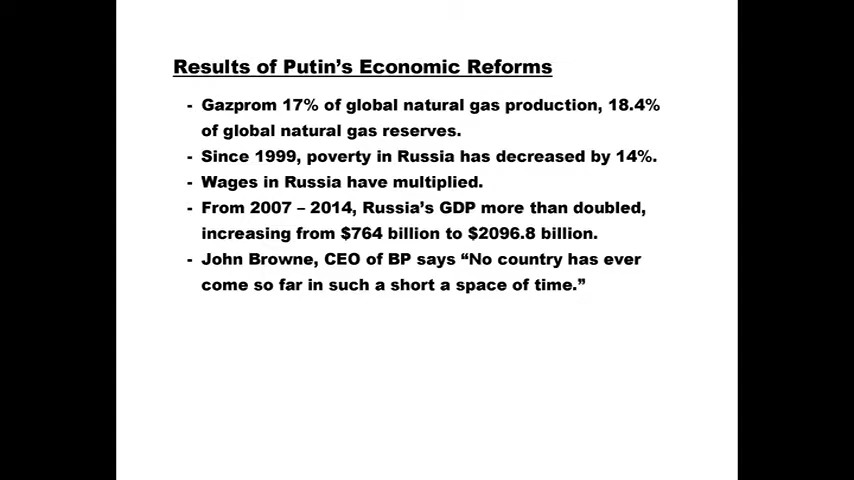 Results of Putin’s Economic Reforms
- Gazprom 17% of global natural gas production, 18.4%
of global natural gas reserves.
- Since 1999, poverty in Russia has decreased by 14%.
- Wages in Russia have multiplied.
- From 2007 – 2014, Russia’s GDP more than doubled,
increasing from $764 billion to $2096.8 billion.
- John Browne, CEO of BP says “No country has ever
come so far in such a short a space of time.”